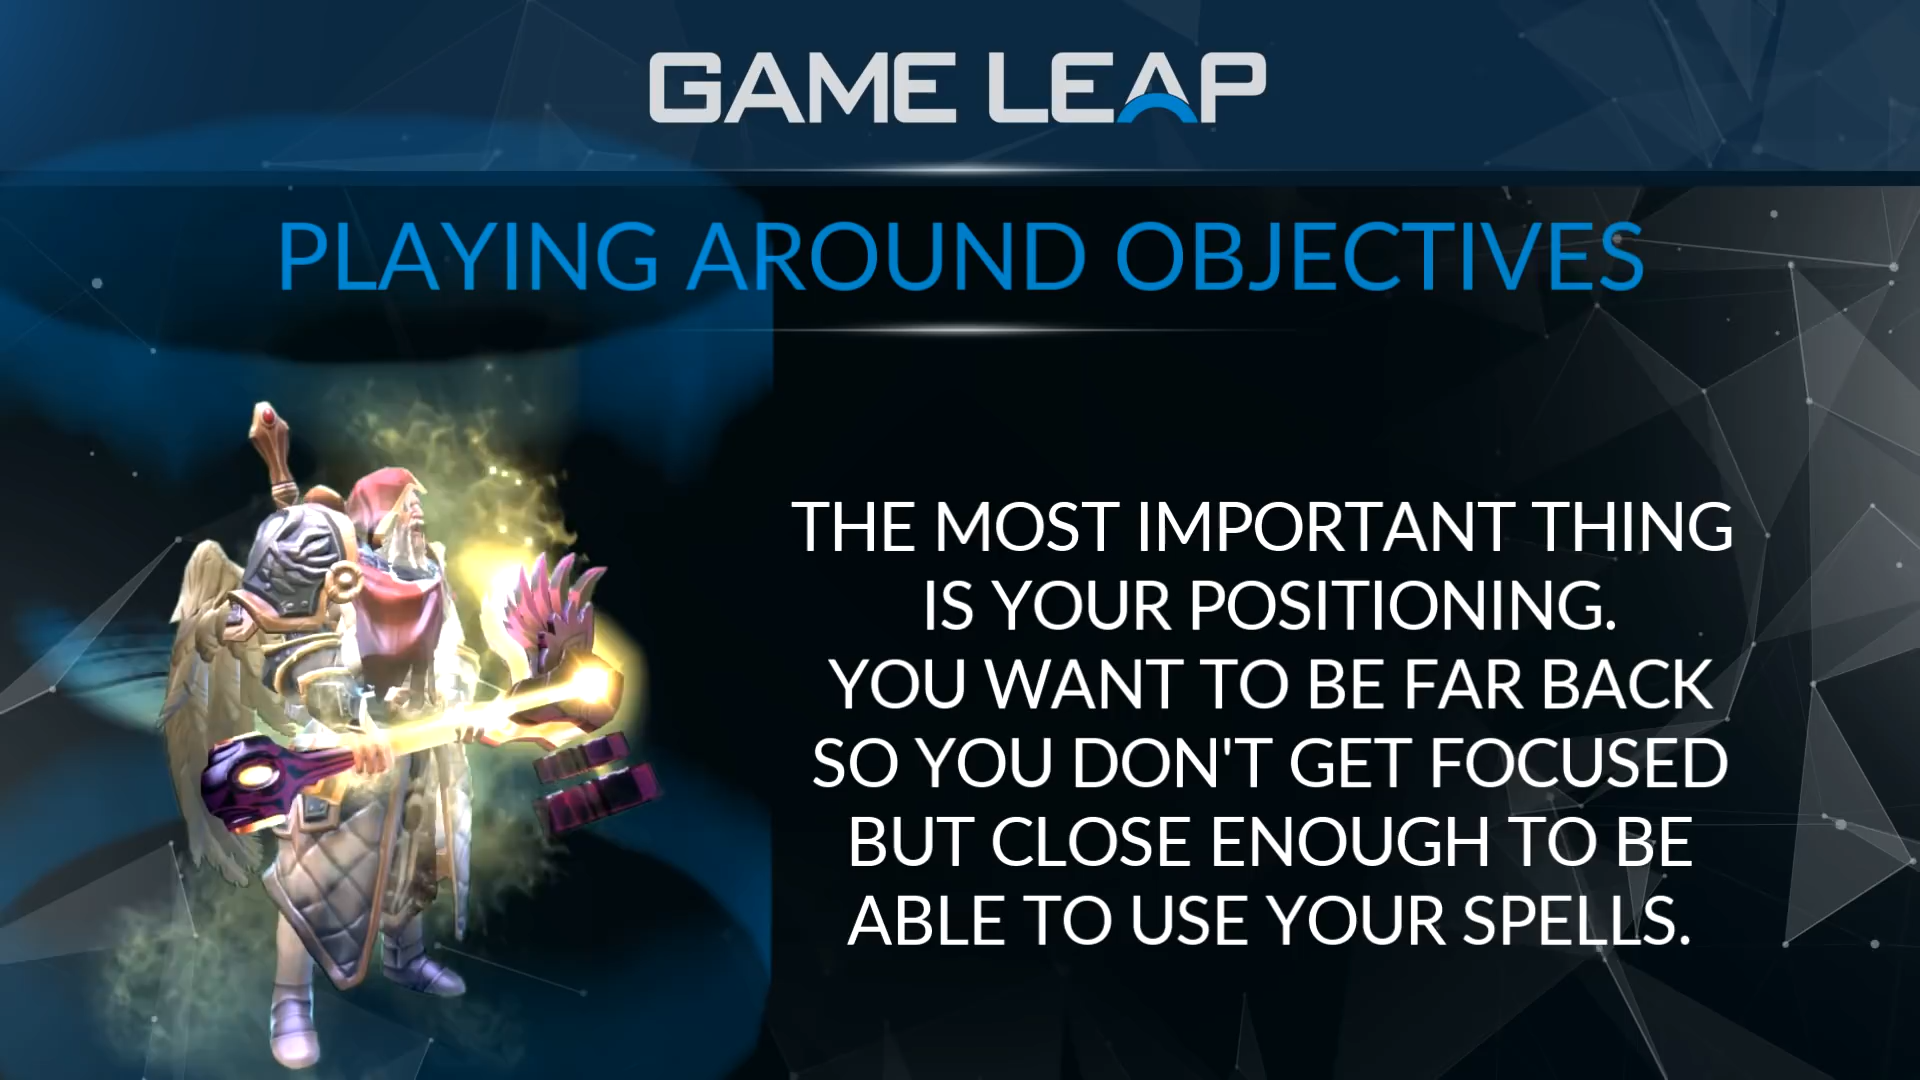 GAME LEAP
PLAYING AROUND OBJECTIVES
THE MOST IMPORTANT THING
IS YOUR POSITIONING.
YOU WANT TO BE FAR BACK
SO YOU DON'T GET FOCUSED
BUT CLOSE ENOUGH TO BE
ABLE TO USE YOUR SPELLS.